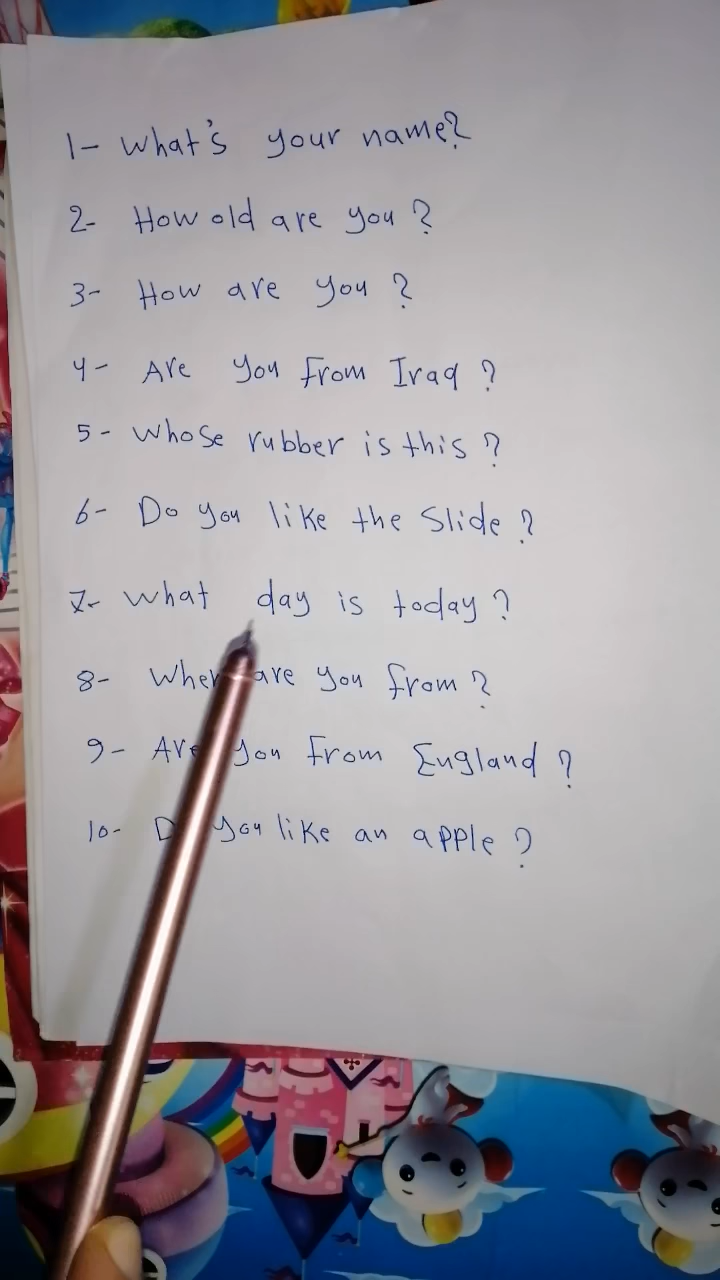 1- What's your name?
2- How old are you?
3- How are you?
4- Are you from Iraq?
5- Whose rubber is this?
6- Do you like the Slide?
7- What day is today?
8- are you from?
9- Are you from England?
10- you like an apple?